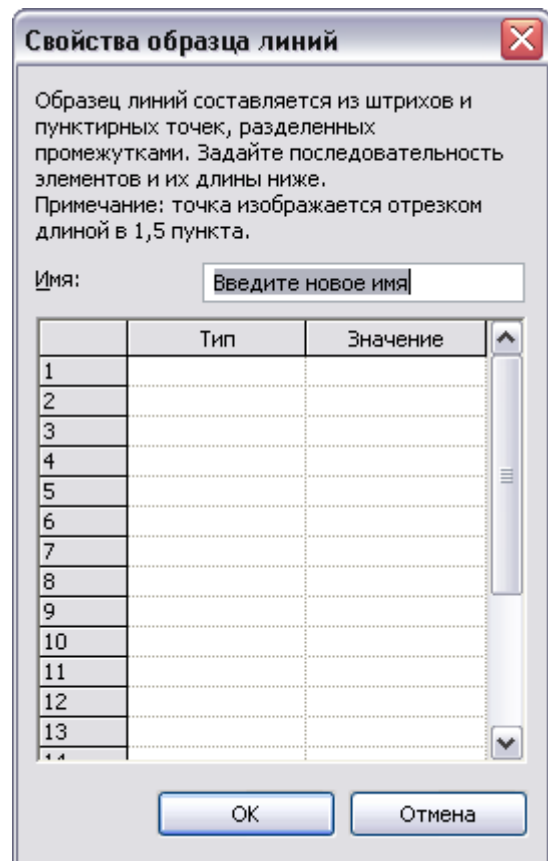 Свойства образца линий
Образец линий составляется из штрихов и
пунктирных точек, разделенных
промежутками. Задайте последовательность
элементов и их длины ниже.
Примечание: точка изображается отрезком
длиной в 1,5 пункта.
Имя: Введите новое имя
Тип Значение
1
2
3
4
5
6
7
8
9
10
11
12
13
OK Отмена